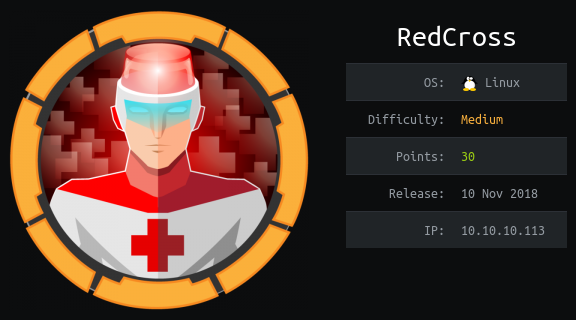 RedCross
OS: Linux
Difficulty: Medium
Points: 30
Release: 10 Nov 2018
IP: 10.10.10.113